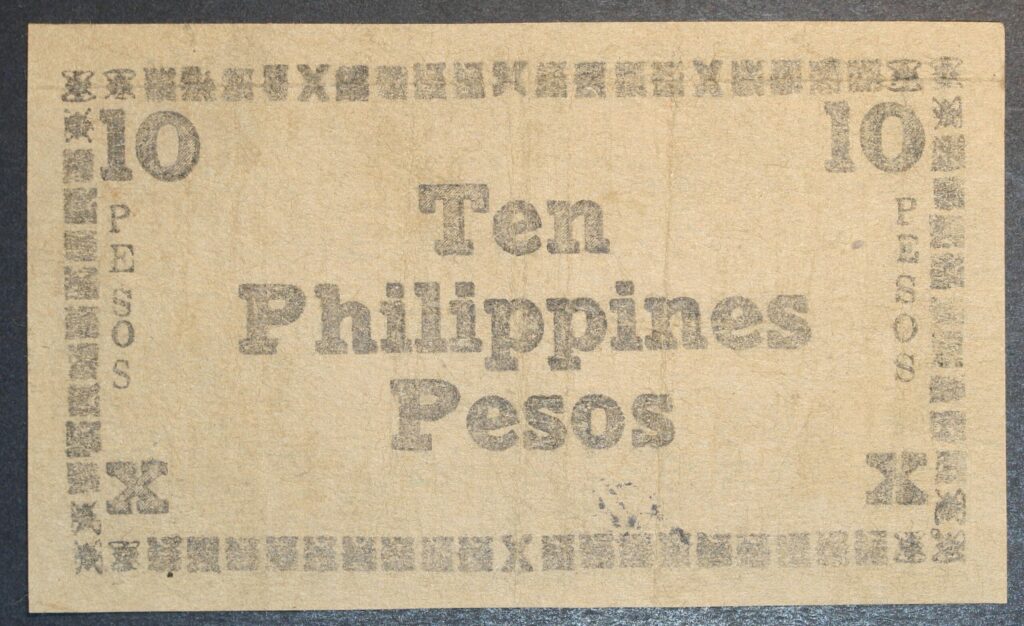 10 10
PESOS PESOS
Ten
Philippines
Pesos
X X